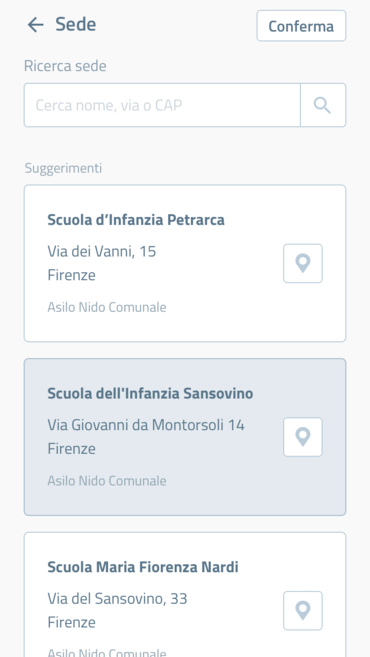 Sede
Conferma
Ricerca sede
Cerca nome, via o CAP
Suggerimenti
Scuola d’Infanzia Petrarca
Via dei Vanni, 15
Firenze
Asilo Nido Comunale
Scuola dell'Infanzia Sansovino
Via Giovanni da Montorsoli 14
Firenze
Asilo Nido Comunale
Scuola Maria Fiorenza Nardi
Via del Sansovino, 33
Firenze
Asilo Nido Comunale